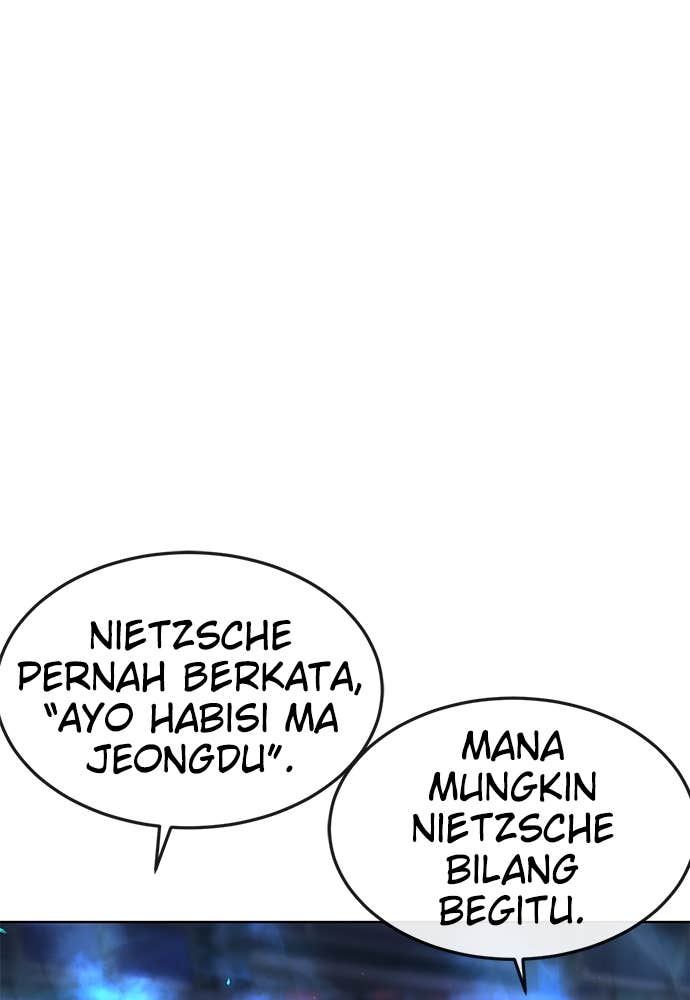 NIETZSCHE
PERNAH BERKATA,
“AYO HABISI MA
JEONGDU”.
MANA
MUNGKIN
NIETZSCHE
BILANG
BEGITU.